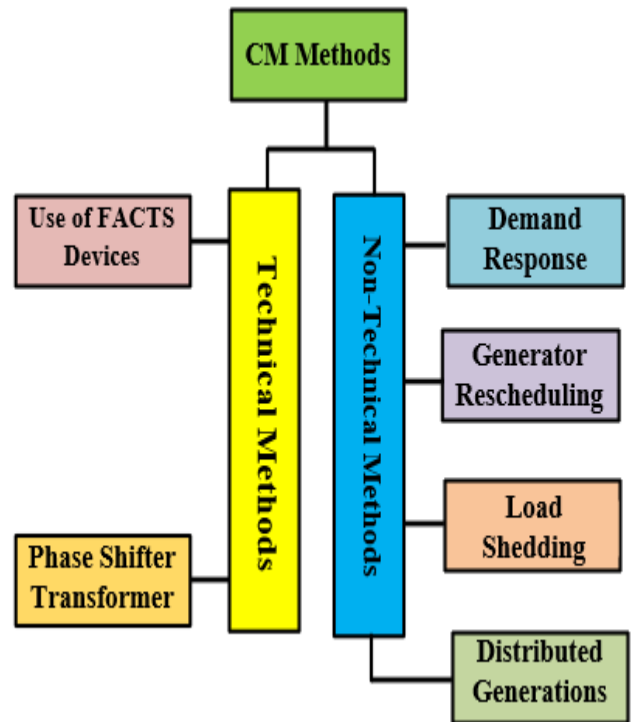 CM Methods
Use of FACTS
Devices
Technical Methods
Phase Shifter
Transformer
Non-Technical Methods
Demand
Response
Generator
Rescheduling
Load
Shedding
Distributed
Generations